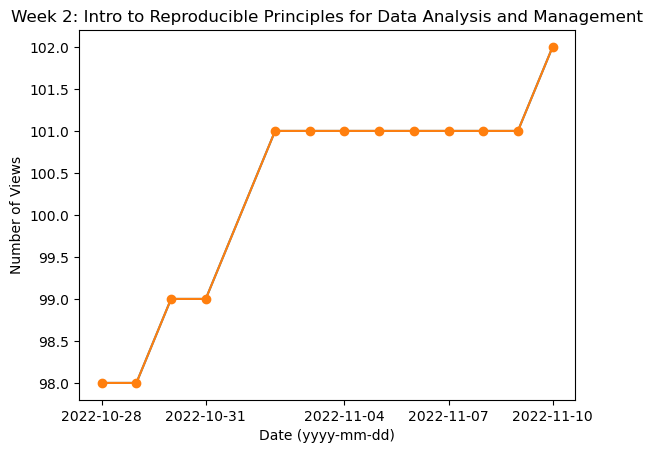 Week 2: Intro to Reproducible Principles for Data Analysis and Management
Number of Views
102.0
101.5
101.0
100.5
100.0
99.5
99.0
98.5
98.0
2022-10-28 2022-10-31 2022-11-04 2022-11-07 2022-11-10
Date (yyyy-mm-dd)